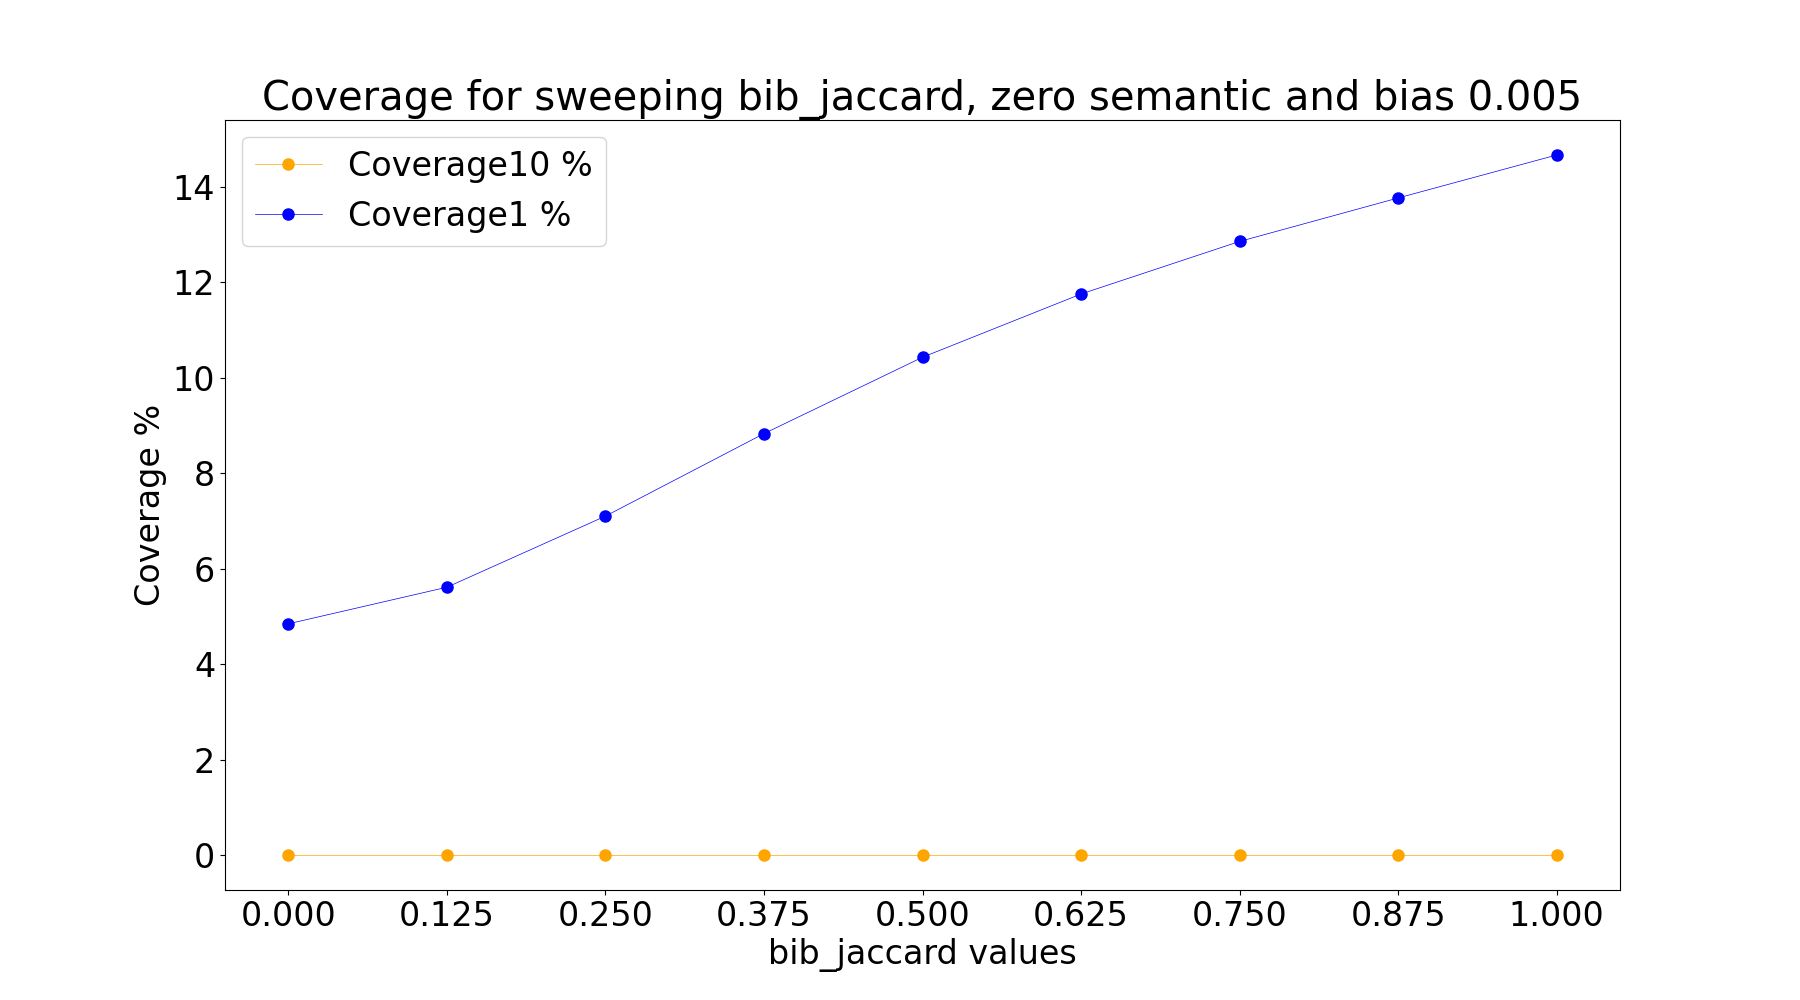 Coverage for sweeping bib_jaccard, zero semantic and bias 0.005
Coverage10 %
Coverage1 %
Coverage %
14
12
10
8
6
4
2
0
0.000 0.125 0.250 0.375 0.500 0.625 0.750 0.875 1.000
bib_jaccard values